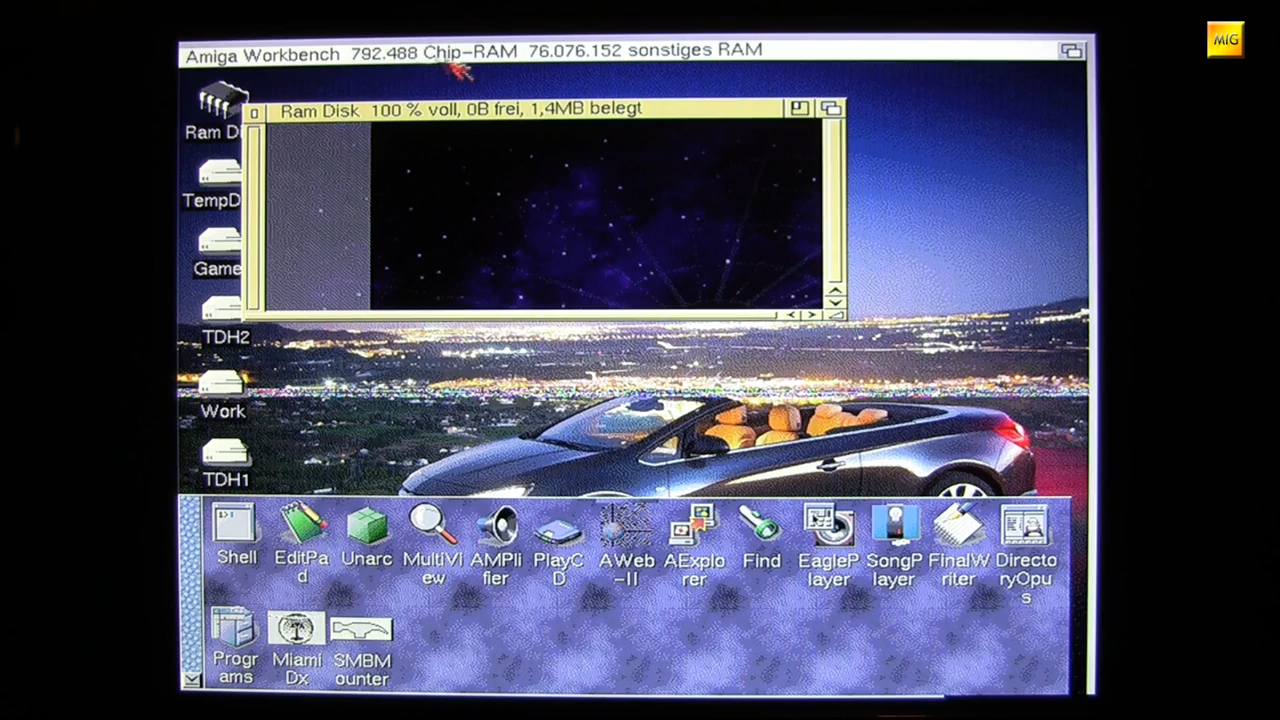 MIG
Amiga Workbench 792.488 Chip-RAM 76.076.152 sonstiges RAM
Ram Disk 100 % voll, 0B frei, 1,4MB belegt
Ram Di
TempD
Game
TDH2
Work
TDH1
Shell
EditPa
d
Unarc
MultiVi
ew
AMPli
fier
PlayC
D
AWeb
-II
AExplo
rer
Find
EagleP
layer
SongP
layer
FinalW
riter
Directo
ryOpu
s
Progr
ams
Miami
Dx
SMBM
ounter